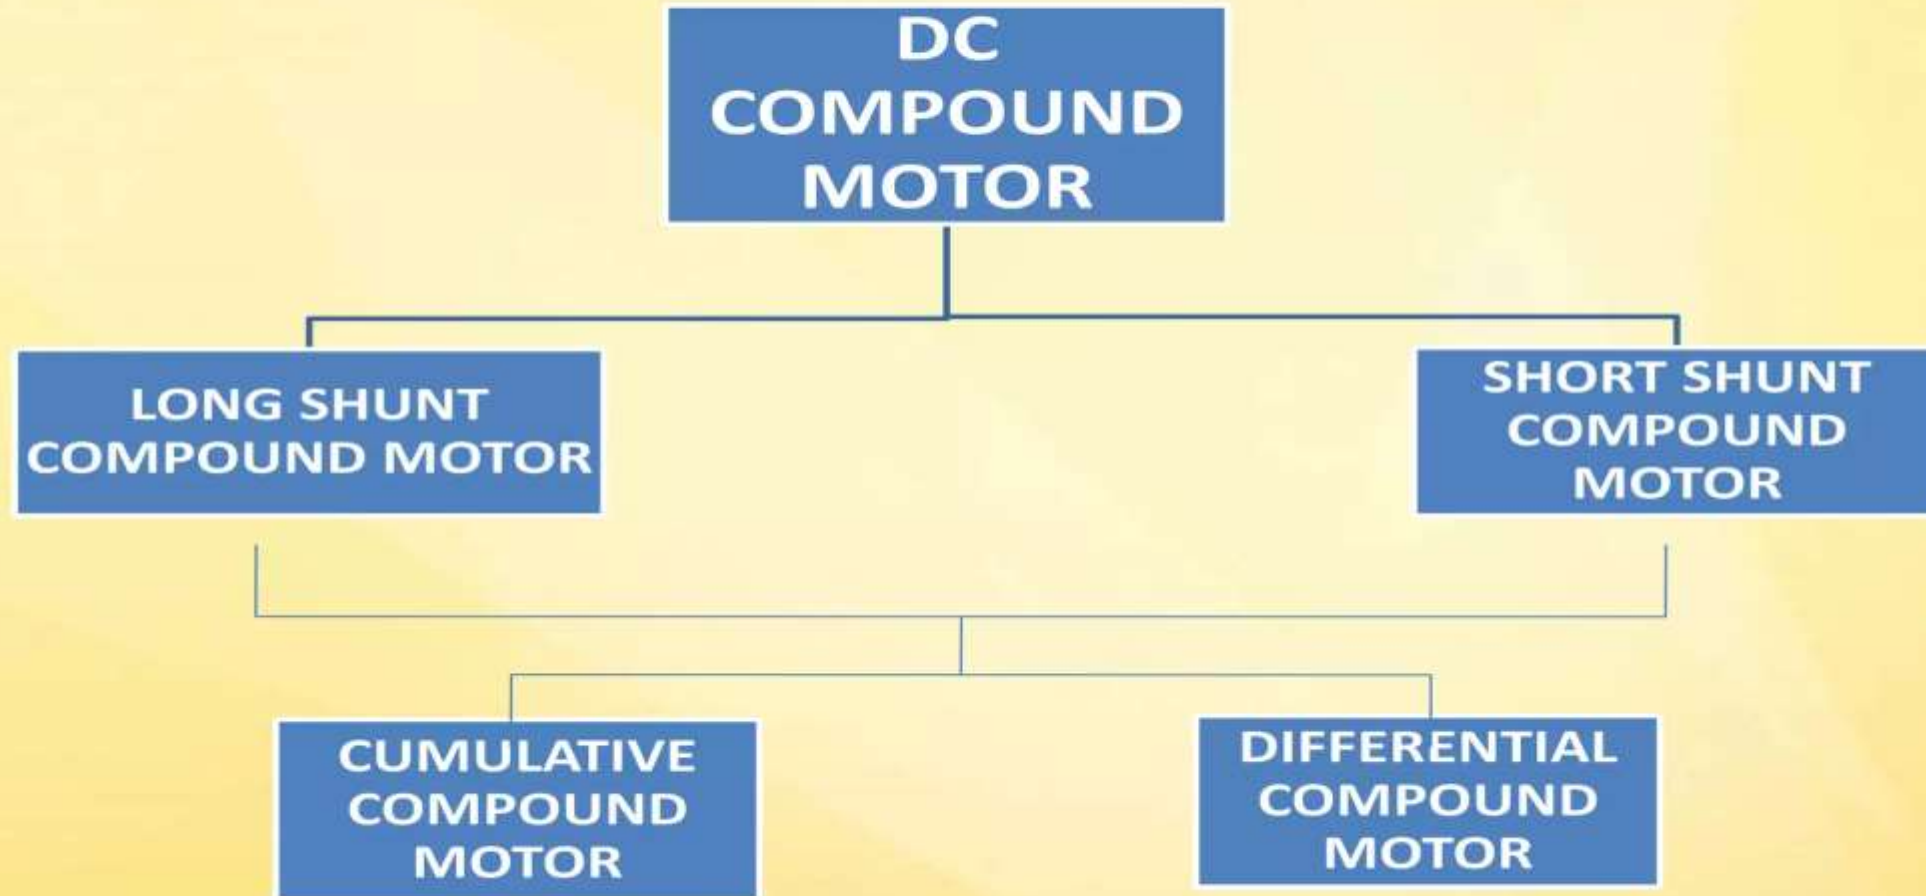 DC
COMPOUND
MOTOR
LONG SHUNT
COMPOUND MOTOR
SHORT SHUNT
COMPOUND
MOTOR
CUMULATIVE
COMPOUND
MOTOR
DIFFERENTIAL
COMPOUND
MOTOR